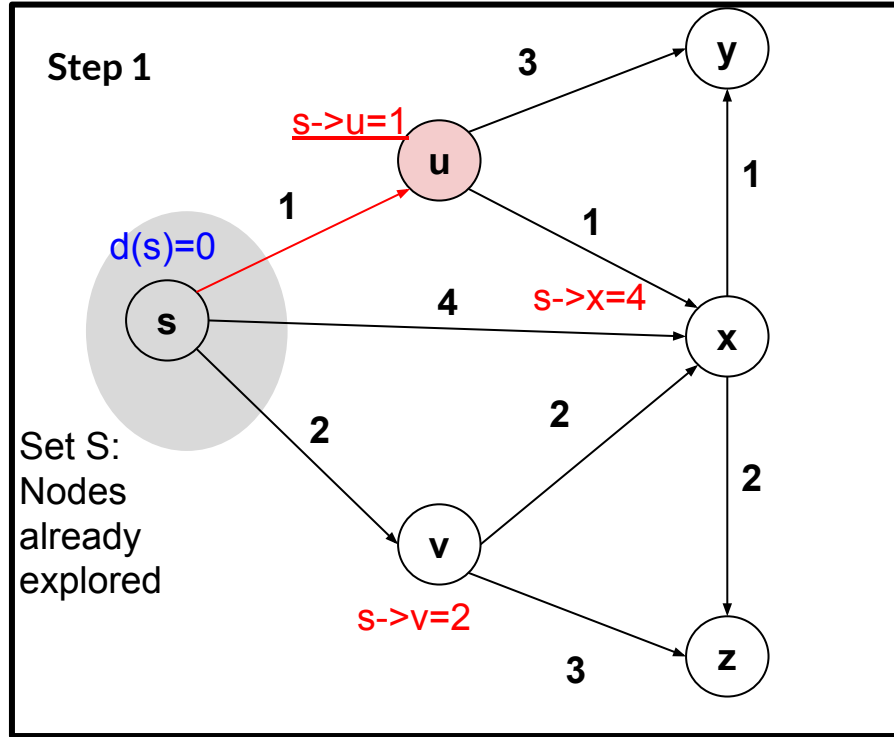 Step 1
y
3
s->u=1
u
1
1
1
d(s)=0
s->x=4
4
s
x
2
2
Set S:
Nodes
already
explored
2
v
s->v=2
z
3